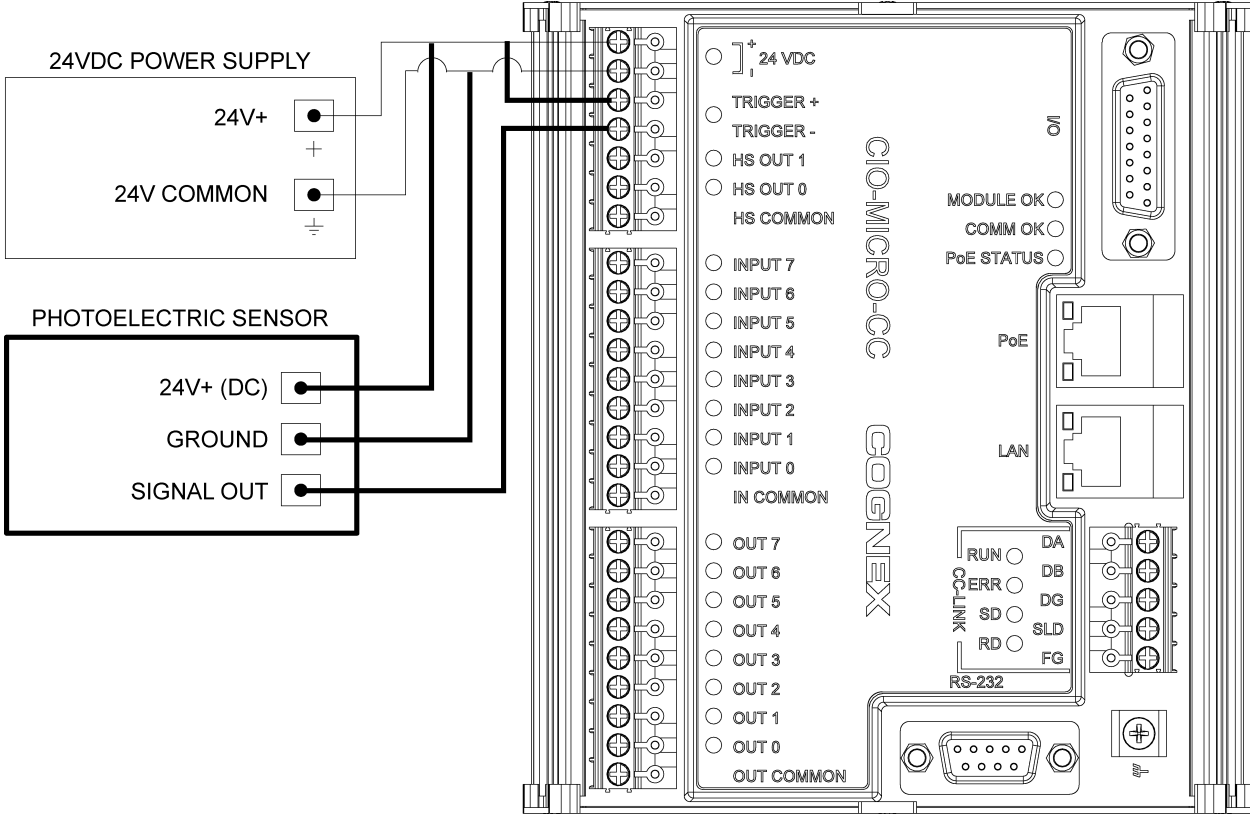 24VDC POWER SUPPLY
24V+
+
24V COMMON
PHOTOELECTRIC SENSOR
24V+ (DC)
GROUND
SIGNAL OUT
+
24 VDC
-
TRIGGER +
TRIGGER -
HS OUT 1
HS OUT 0
HS COMMON
INPUT 7
INPUT 6
INPUT 5
INPUT 4
INPUT 3
INPUT 2
INPUT 1
INPUT 0
IN COMMON
OUT 7
OUT 6
OUT 5
OUT 4
OUT 3
OUT 2
OUT 1
OUT 0
OUT COMMON
CIO-MICRO-CC
COGNEX
I/O
MODULE OK
COMM OK
PoE STATUS
PoE
LAN
CC-LINK
RUN
ERR
SD
RD
DA
DB
DG
SLD
FG
RS-232